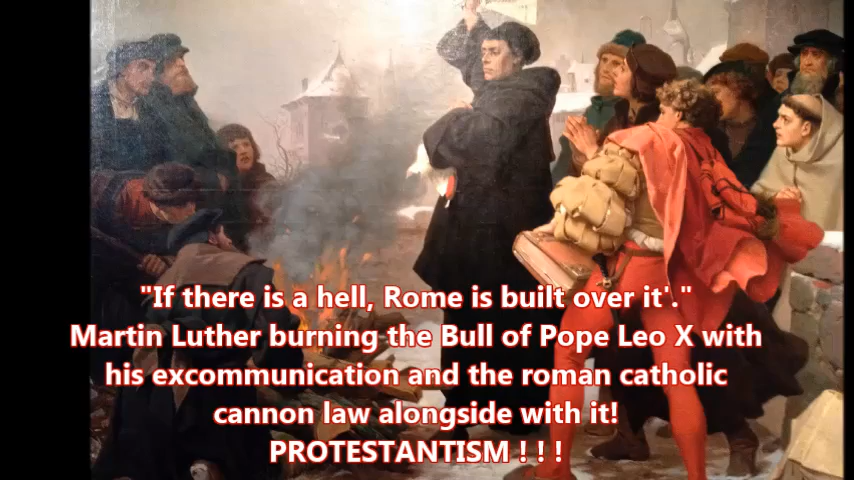 "If there is a hell, Rome is built over it'."
Martin Luther burning the Bull of Pope Leo X with
his excommunication and the roman catholic
cannon law alongside with it!
PROTESTANTISM ! ! !